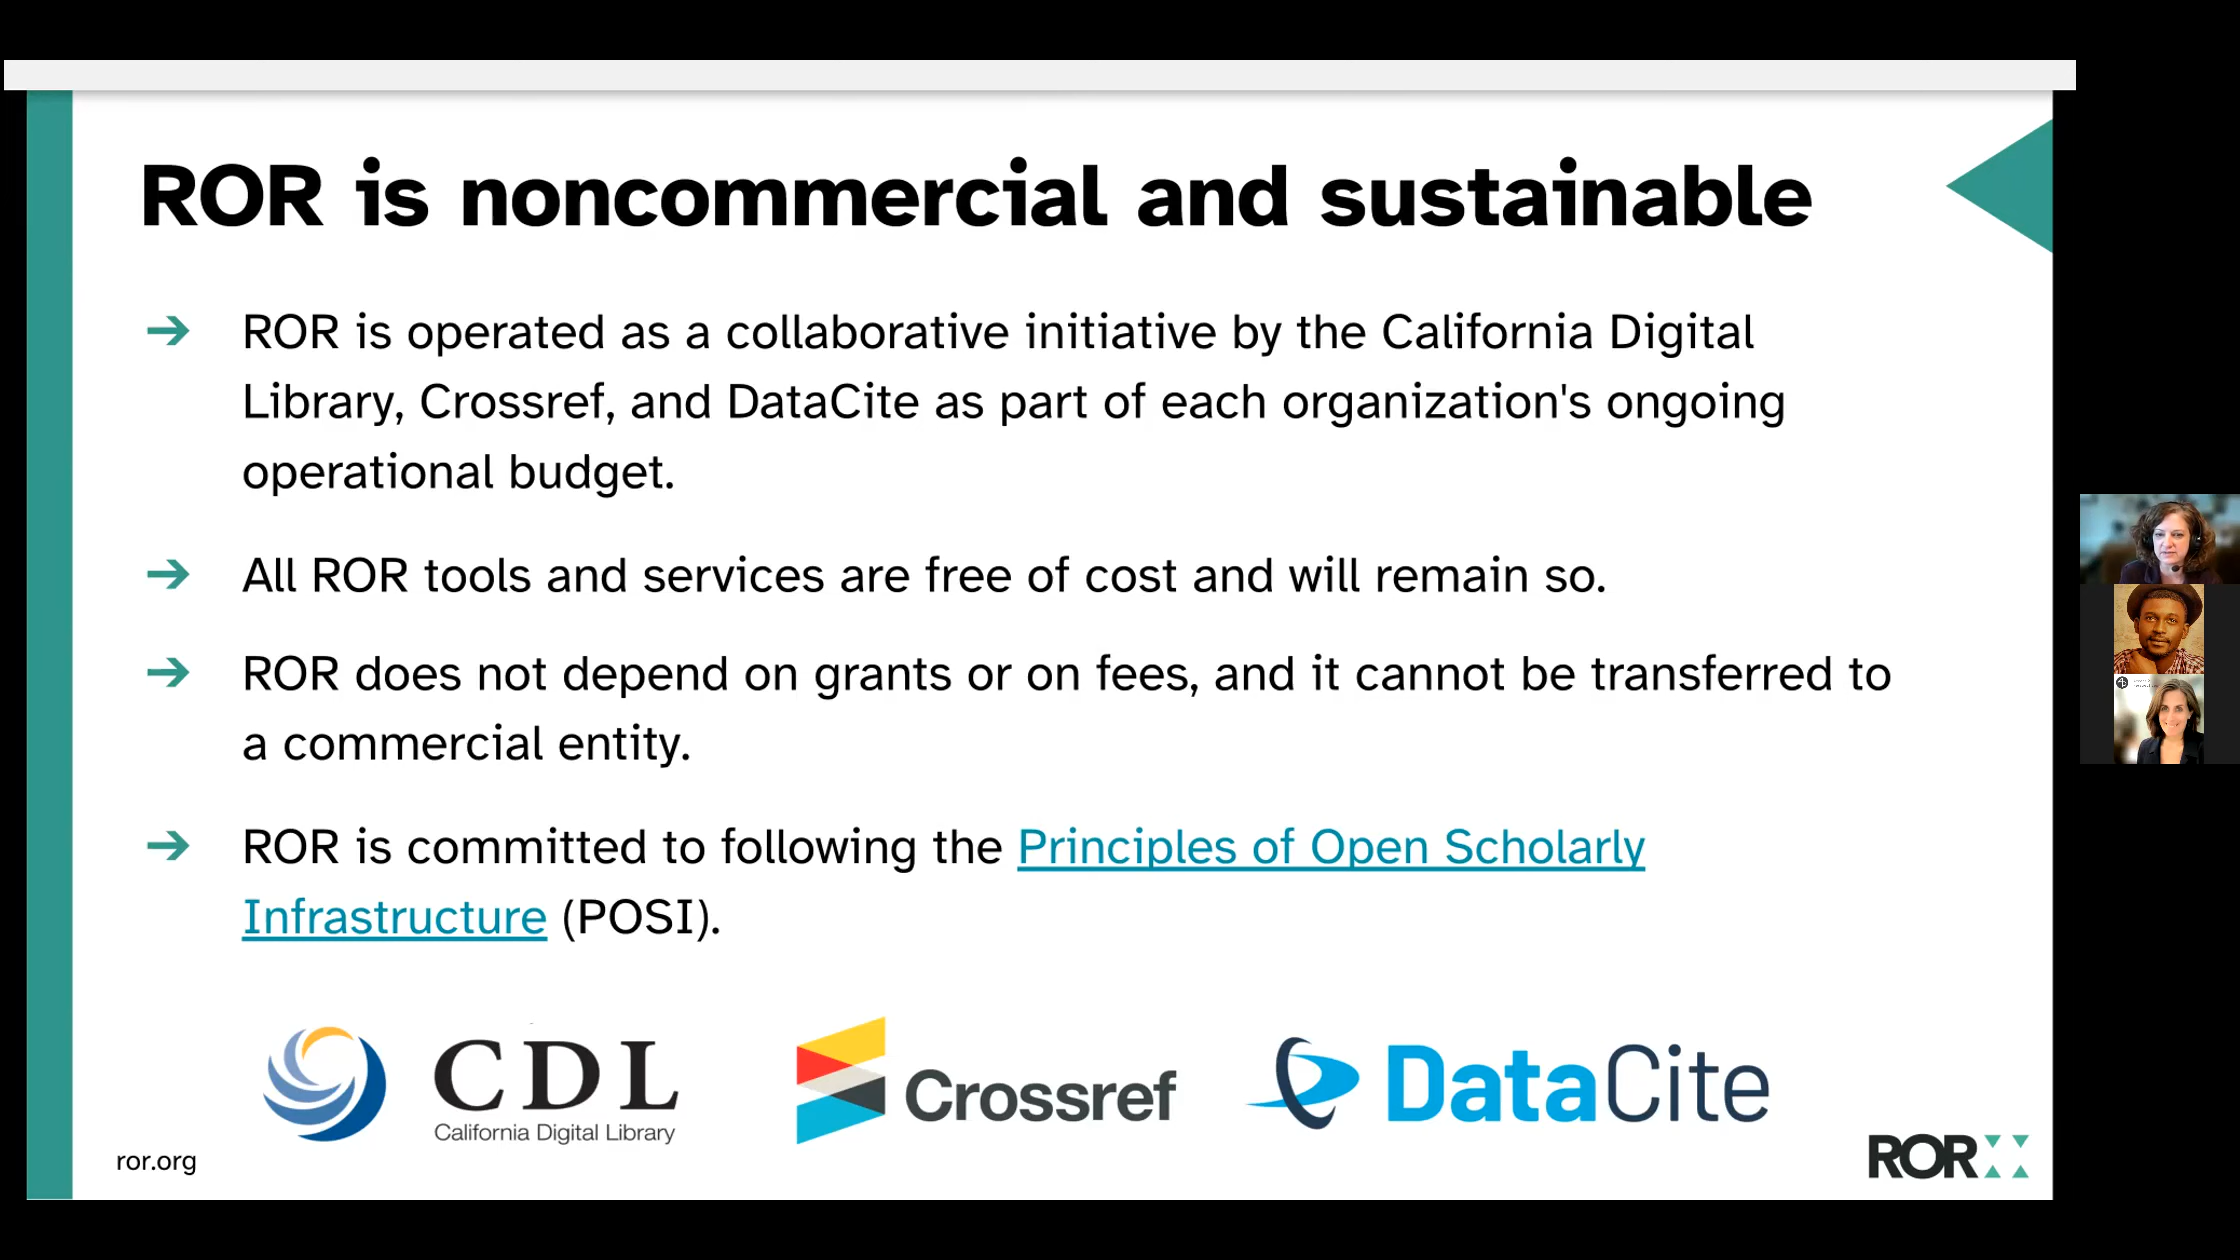 ROR is noncommercial and sustainable
➔ ROR is operated as a collaborative initiative by the California Digital
Library, Crossref, and DataCite as part of each organization's ongoing
operational budget.
➔ All ROR tools and services are free of cost and will remain so.
➔ ROR does not depend on grants or on fees, and it cannot be transferred to
a commercial entity.
➔ ROR is committed to following the Principles of Open Scholarly
Infrastructure (POSI).
CDL
California Digital Library
Crossref
DataCite
ror.org
ROR